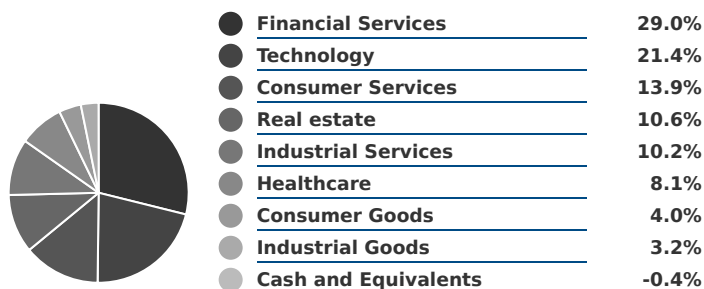 Financial Services 29.0%
Technology 21.4%
Consumer Services 13.9%
Real estate 10.6%
Industrial Services 10.2%
Healthcare 8.1%
Consumer Goods 4.0%
Industrial Goods 3.2%
Cash and Equivalents -0.4%